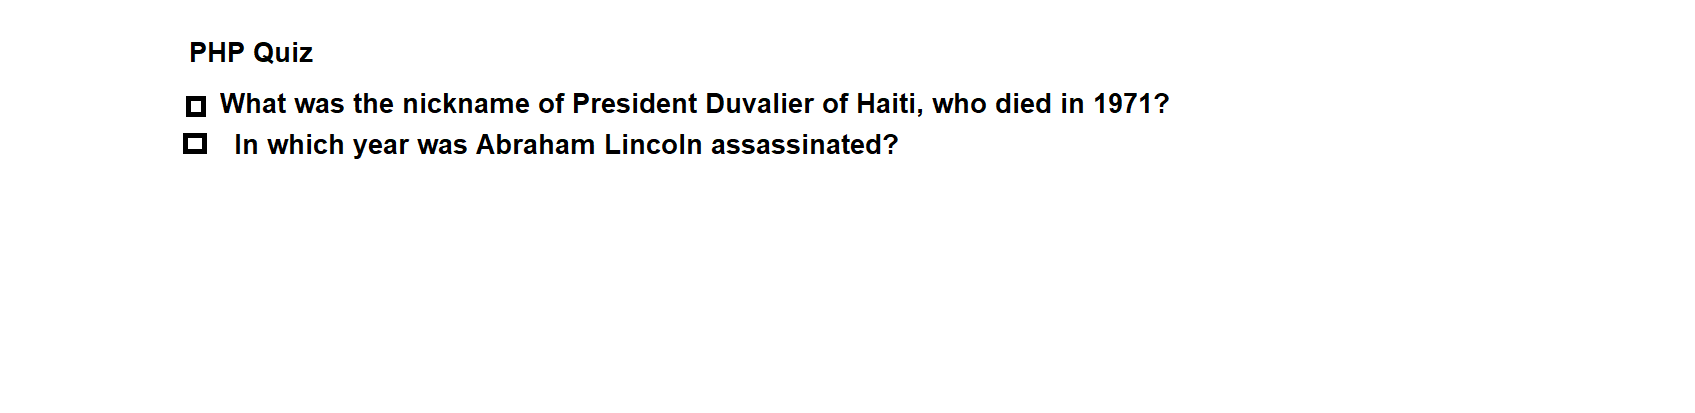 PHP Quiz
What was the nickname of President Duvalier of Haiti, who died in 1971?
In which year was Abraham Lincoln assassinated?